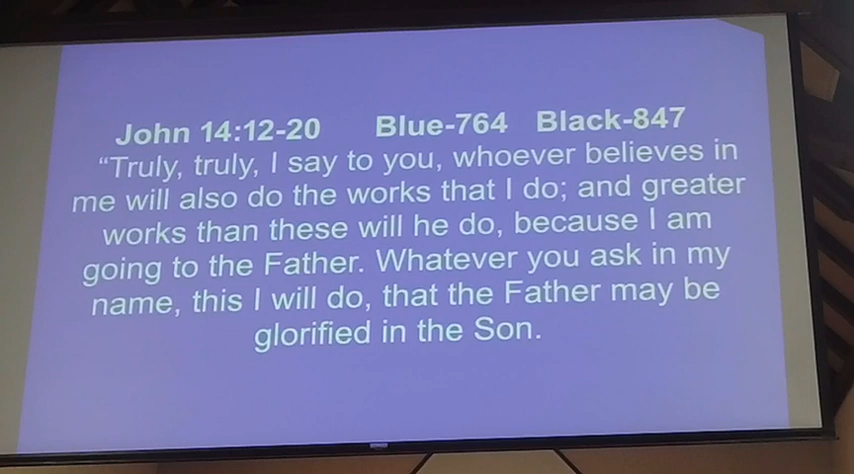 John 14:12-20 Blue-764 Black-847
“Truly, truly, I say to you, whoever believes in
me will also do the works that I do; and greater
works than these will he do, because I am
going to the Father. Whatever you ask in my
name, this I will do, that the Father may be
glorified in the Son.